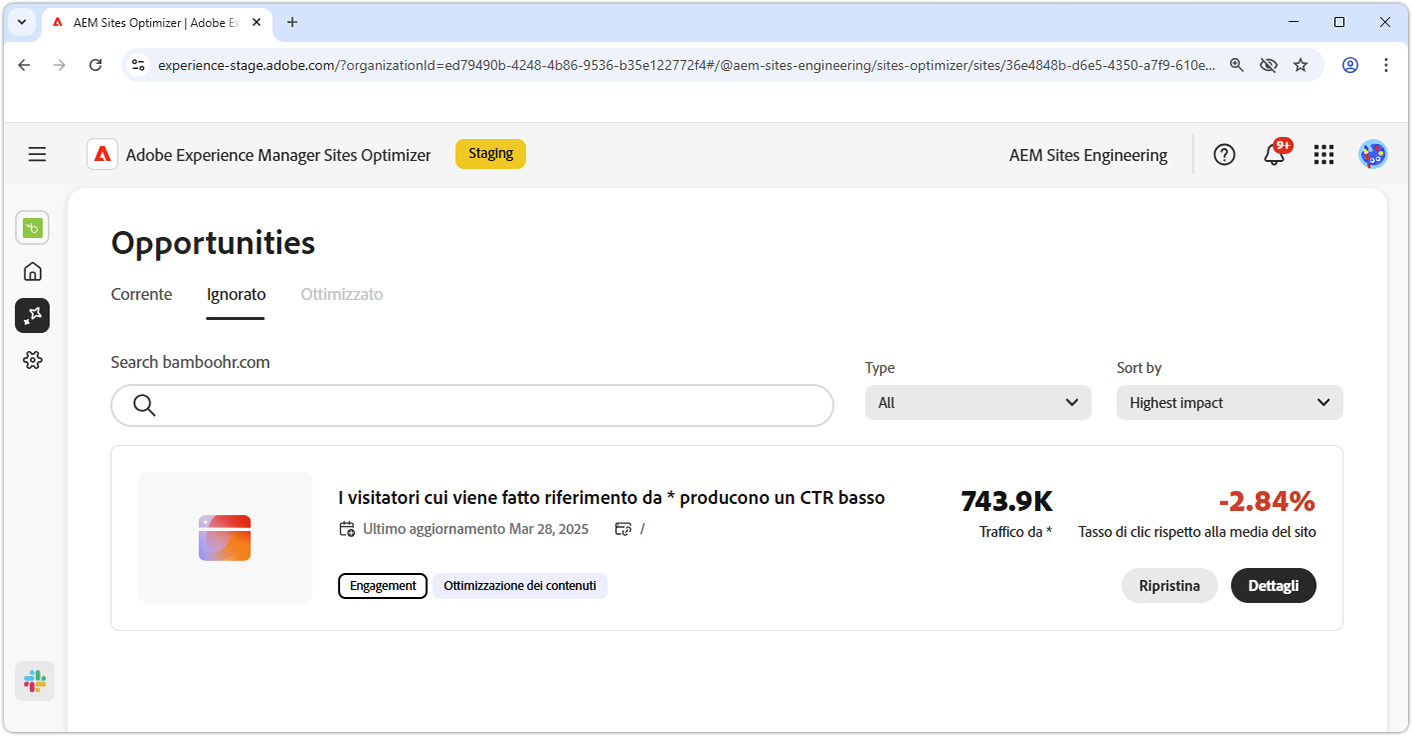 AEM Sites Optimizer | Adobe Ex
experience-stage.adobe.com/?organizationId=ed79490b-4248-4b86-9536-b35e122772f4#/@aem-sites-engineering/sites-optimizer/sites/36e4848b-d6e5-4350-a7f9-610e...
Adobe Experience Manager Sites Optimizer
Staging
AEM Sites Engineering
9+
Opportunities
Corrente
Ignorato
Ottimizzato
Search bamboohr.com
Type
All
Sort by
Highest impact
I visitatori cui viene fatto riferimento da * producono un CTR basso
Ultimo aggiornamento Mar 28, 2025
/
Engagement
Ottimizzazione dei contenuti
743.9K
Traffico da *
-2.84%
Tasso di clic rispetto alla media del sito
Ripristina
Dettagli